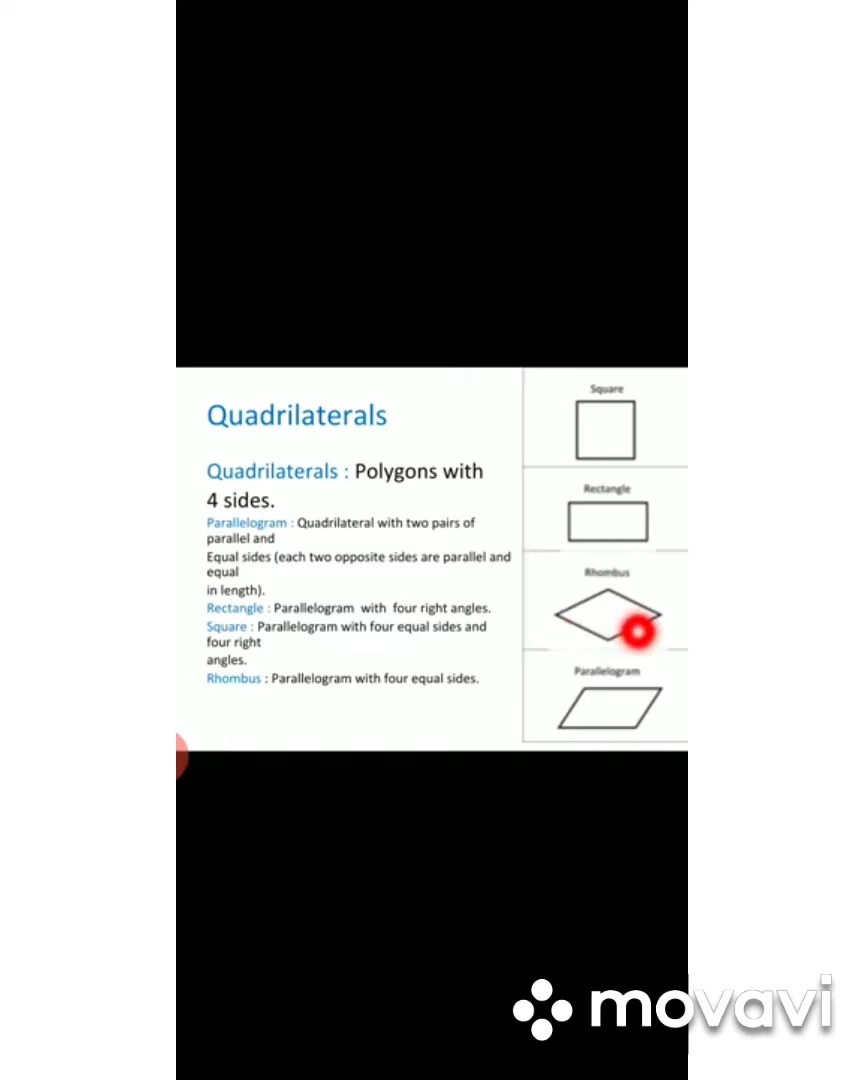 Quadrilaterals
Quadrilaterals : Polygons with
4 sides.
Parallelogram : Quadrilateral with two pairs of
parallel and
Equal sides (each two opposite sides are parallel and
equal
in length).
Rectangle : Parallelogram with four right angles.
Square : Parallelogram with four equal sides and
four right
angles.
Rhombus : Parallelogram with four equal sides.
Square
Rectangle
Rhombus
Parallelogram
movavi